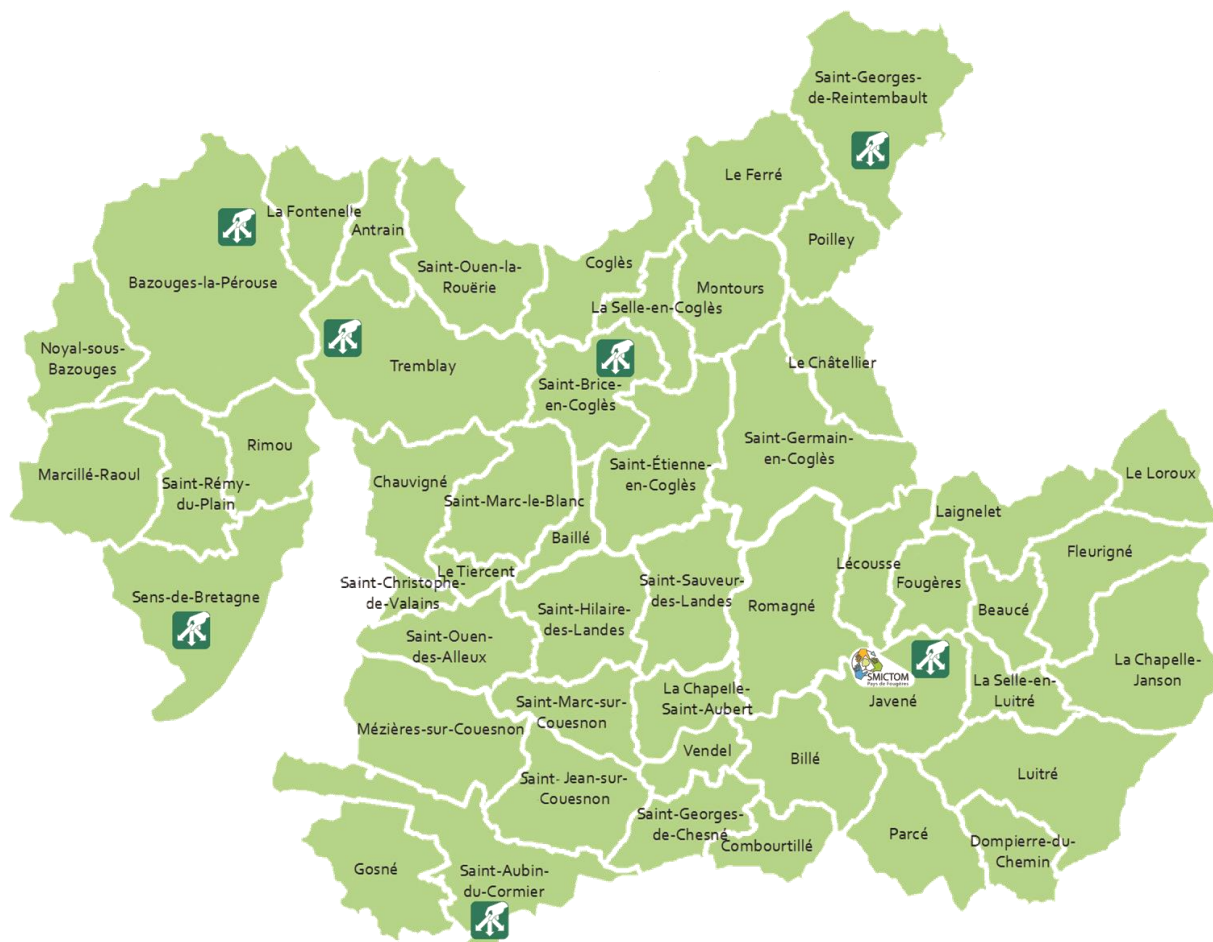 Saint-Georges-
de-Reintembault
Le Ferré
La Fontenelle
Antrain
Poilley
Saint-Ouen-la-
Rouërie
Coglès
Bazouges-la-Pérouse
Montours
La Selle-en-Coglès
Noyal-sous-
Bazouges
Tremblay
Le Châtellier
Saint-Brice-
en-Coglès
Rimou
Saint-Germain-
en-Coglès
Marcillé-Raoul
Saint-Rémy-
du-Plain
Chauvigné
Saint-Marc-le-Blanc
Saint-Étienne-
en-Coglès
Le Loroux
Laignelet
Baillé
Fleurigné
Le Tiercent
Lécousse
Fougères
Saint-Christophe-
de-Valains
Saint-Sauveur-
des-Landes
Sens-de-Bretagne
Romagné
Beaucé
Saint-Hilaire-
des-Landes
Saint-Ouen-
des-Alleux
La Chapelle-
Janson
SMICTOM
Pays de Fougères
La Selle-en-
Luitré
La Chapelle-
Saint-Aubert
Saint-Marc-sur-
Couesnon
Javené
Mézières-sur-Couesnon
Vendel
Billé
Luitré
Saint-Jean-sur-
Couesnon
Saint-Georges-
de-Chesné
Combourtillé
Parcé
Dompierre-du-
Chemin
Gosné
Saint-Aubin-
du-Cormier